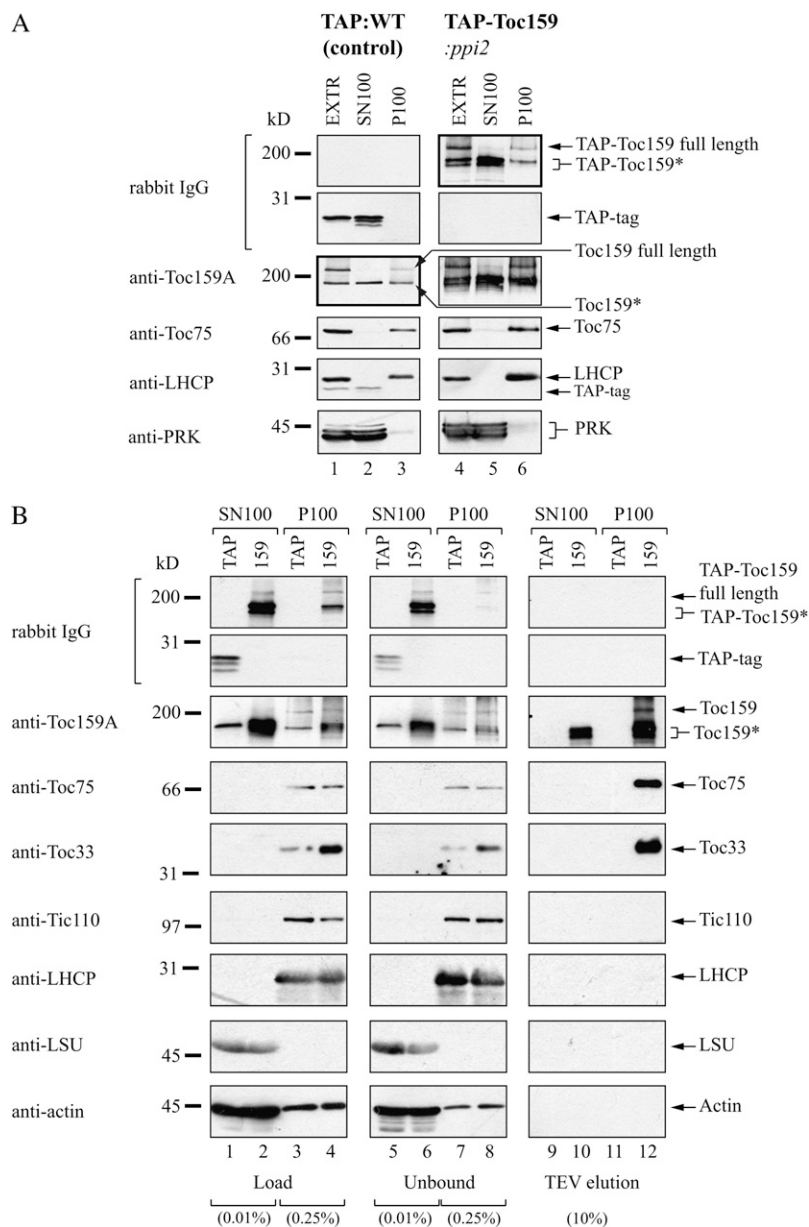 A
TAP:WT
(control)
TAP-Toc159
:ppi2
kD
EXTR
SN100
P100
EXTR
SN100
P100
rabbit IgG
200
TAP-Toc159 full length
TAP-Toc159*
31
TAP-tag
Toc159 full length
anti-Toc159A
200
Toc159*
anti-Toc75
66
Toc75
anti-LHCP
31
LHCP
TAP-tag
anti-PRK
45
PRK
1 2 3 4 5 6
B
SN100 P100 SN100 P100 SN100 P100
kD
TAP 159 TAP 159 TAP 159 TAP 159 TAP 159 TAP 159
rabbit IgG
200
TAP-Toc159
full length
TAP-Toc159*
31
TAP-tag
anti-Toc159A
200
Toc159
Toc159*
anti-Toc75
66
Toc75
anti-Toc33
31
Toc33
anti-Tic110
97
Tic110
anti-LHCP
31
LHCP
anti-LSU
45
LSU
anti-actin
45
Actin
1 2 3 4 5 6 7 8 9 10 11 12
Load Unbound TEV elution
(0.01%) (0.25%) (0.01%) (0.25%) (10%)